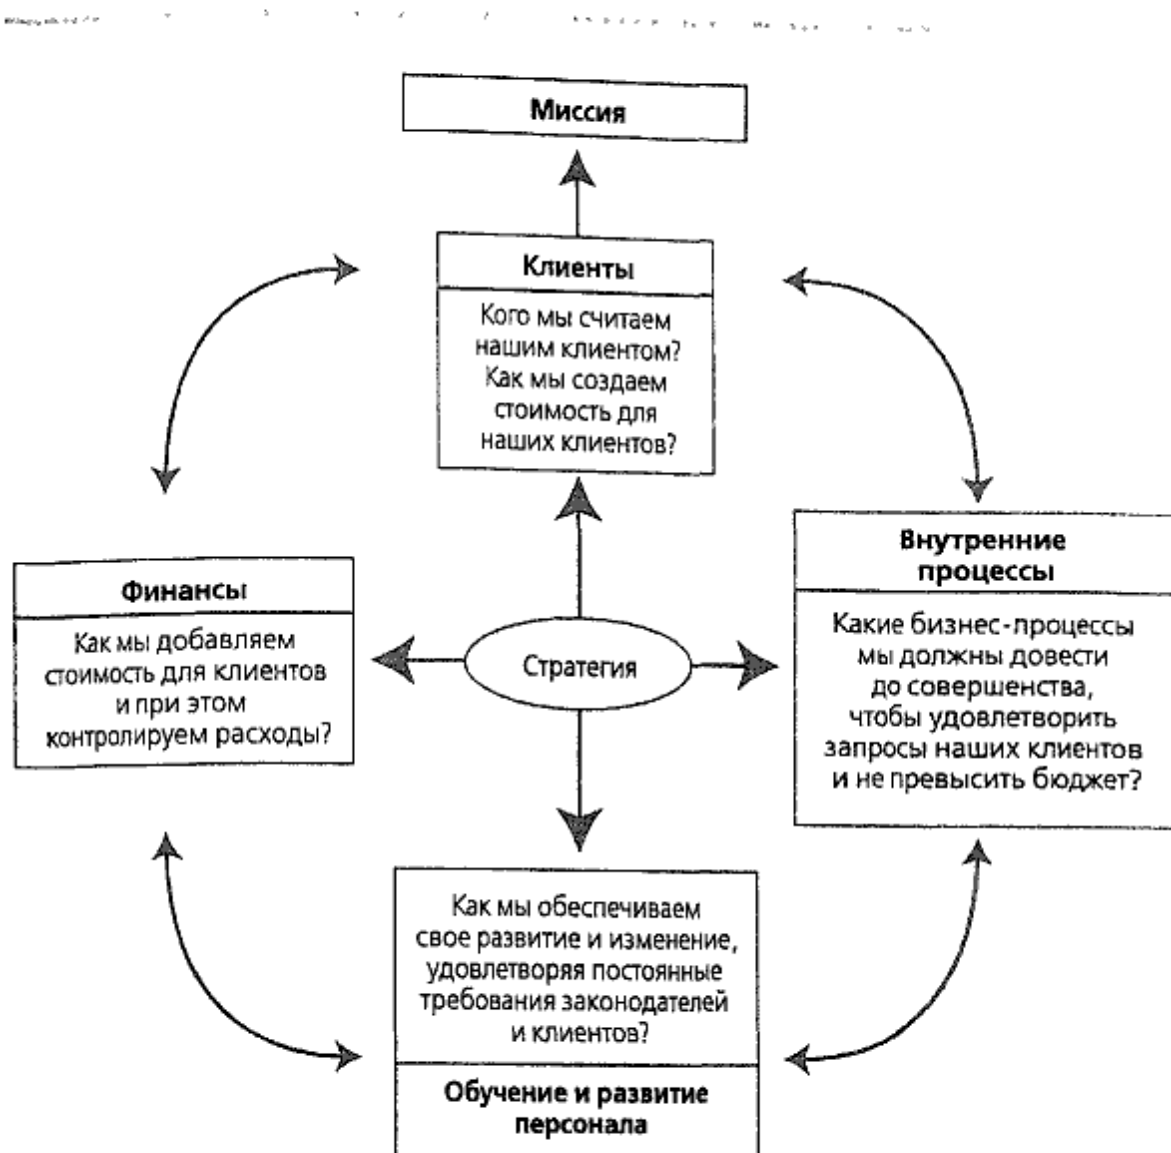 Миссия
Клиенты
Кого мы считаем
нашим клиентом?
Как мы создаем
стоимость для
наших клиентов?
Финансы
Как мы добавляем
стоимость для клиентов
и при этом
контролируем расходы?
Стратегия
Внутренние
процессы
Какие бизнес-процессы
мы должны довести
до совершенства,
чтобы удовлетворить
запросы наших клиентов
и не превысить бюджет?
Как мы обеспечиваем
свое развитие и изменение,
удовлетворяя постоянные
требования законодателей
и клиентов?
Обучение и развитие
персонала